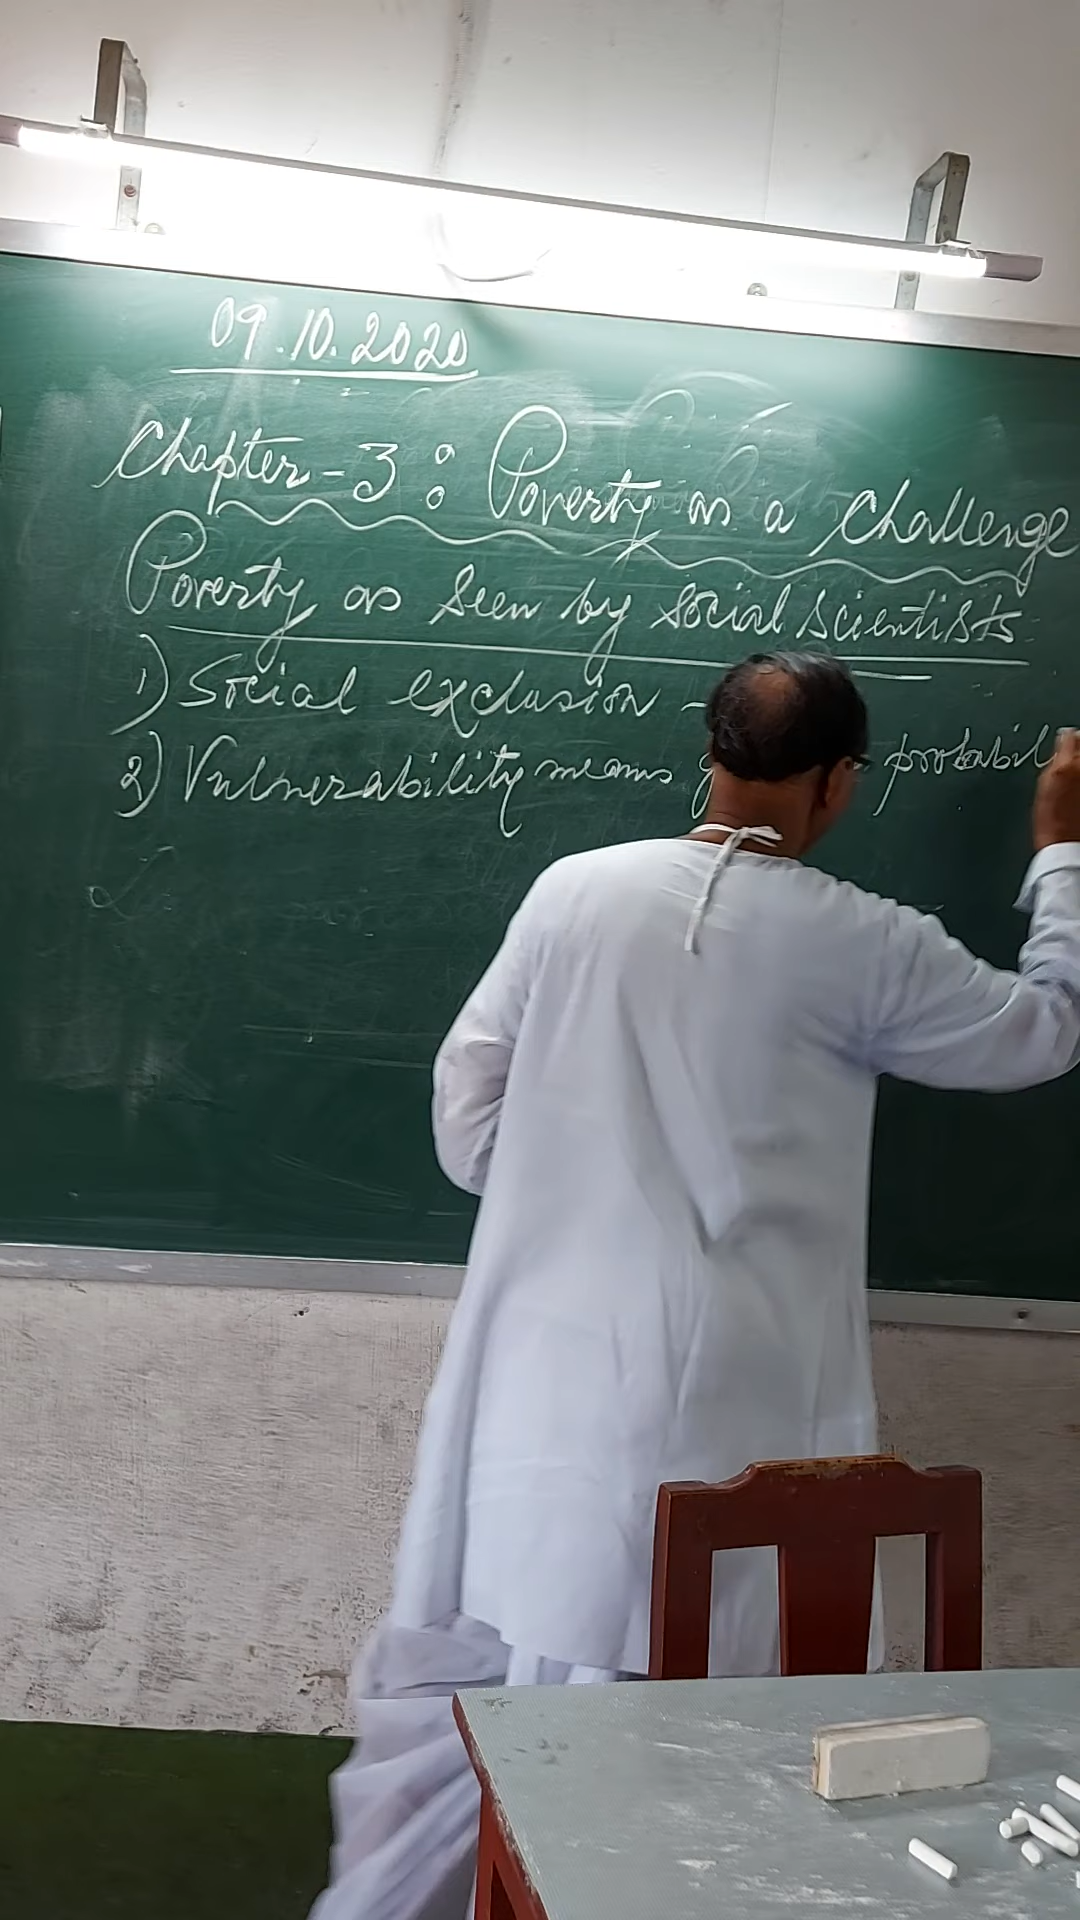 09.10.2020
Chapter-3: Poverty as a challenge
Poverty as seen by social scientists
1) Social exclusion -
2) Vulnerability means probabil